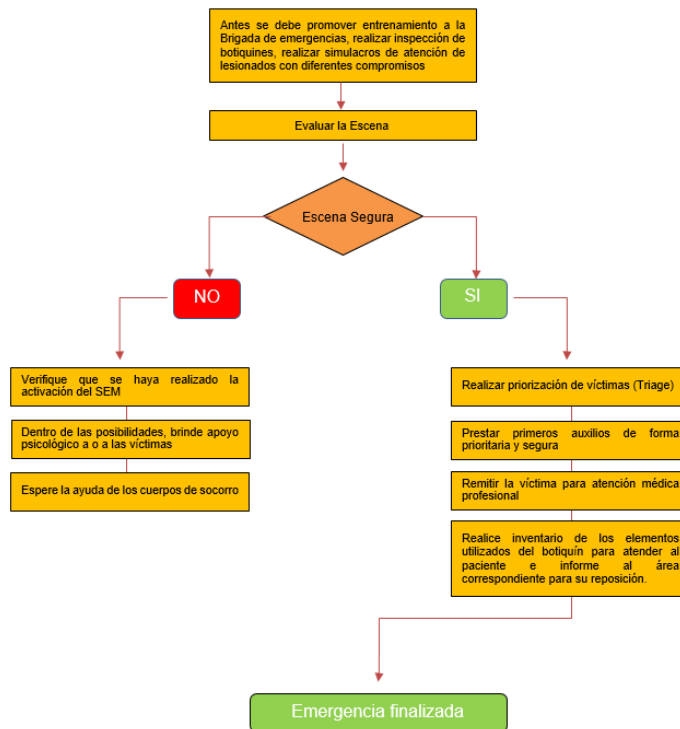 Antes se debe promover entrenamiento a la
Brigada de emergencias, realizar inspección de
botiquines, realizar simulacros de atención de
lesionados con diferentes compromisos
Evaluar la Escena
Escena Segura
NO
SI
Verifique que se haya realizado la
activación del SEM
Dentro de las posibilidades, brinde apoyo
psicológico a o a las víctimas
Espere la ayuda de los cuerpos de socorro
Realizar priorización de víctimas (Triage)
Prestar primeros auxilios de forma
prioritaria y segura
Remitir la víctima para atención médica
profesional
Realice inventario de los elementos
utilizados del botiquín para atender al
paciente e informe al área
correspondiente para su reposición.
Emergencia finalizada